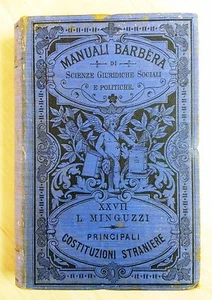 MANUALI BARBÈRA
DI
SCIENZE GIURIDICHE SOCIALI
E POLITICHE.
XXVII
L. MINGUZZI
PRINCIPALI
COSTITUZIONI STRANIERE